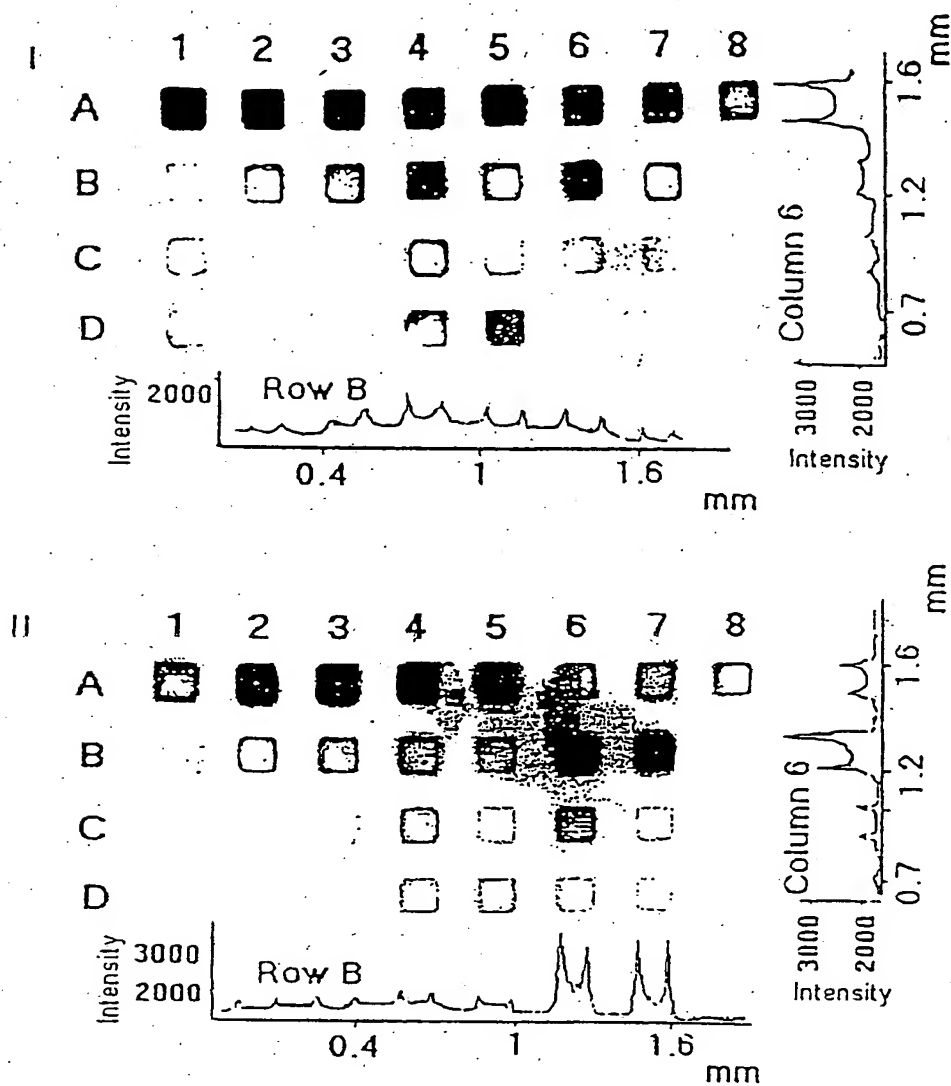 I
1 2 3 4 5 6 7 8
A
B
C
D
mm
1.6
1.2
0.7
Column 6
3000
2000
Intensity
Intensity
2000
Row B
0.4 1 1.6
mm
II
1 2 3 4 5 6 7 8
A
B
C
D
mm
1.6
1.2
0.7
Column 6
3000
2000
Intensity
Intensity
3000
2000
Row B
0.4 1 1.6
mm